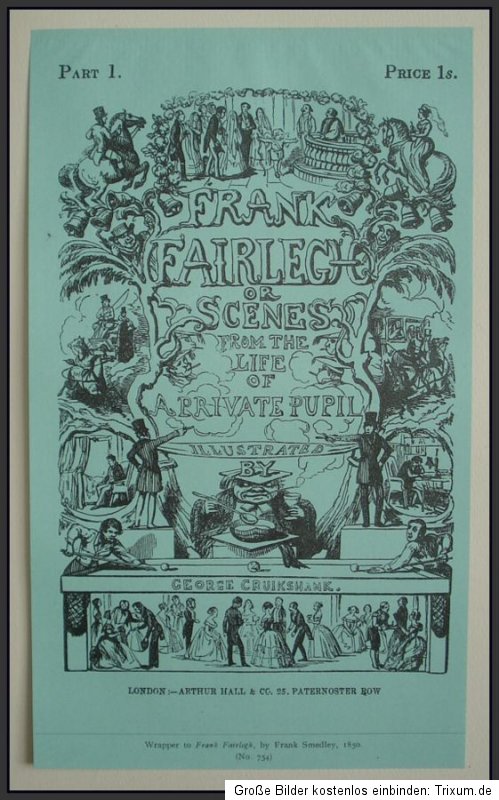 PART 1.
PRICE 1s.
FRANK
FAIRLEGH
OR
SCENES
FROM THE
LIFE
OF
A PRIVATE PUPIL
ILLUSTRATED
BY
GEORGE CRUIKSHANK.
LONDON:—ARTHUR HALL & CO. 25, PATERNOSTER ROW
Wrapper to Frank Fairlegh, by Frank Smedley, 1850.
(No. 754)
Große Bilder kostenlos einbinden: Trixum.de